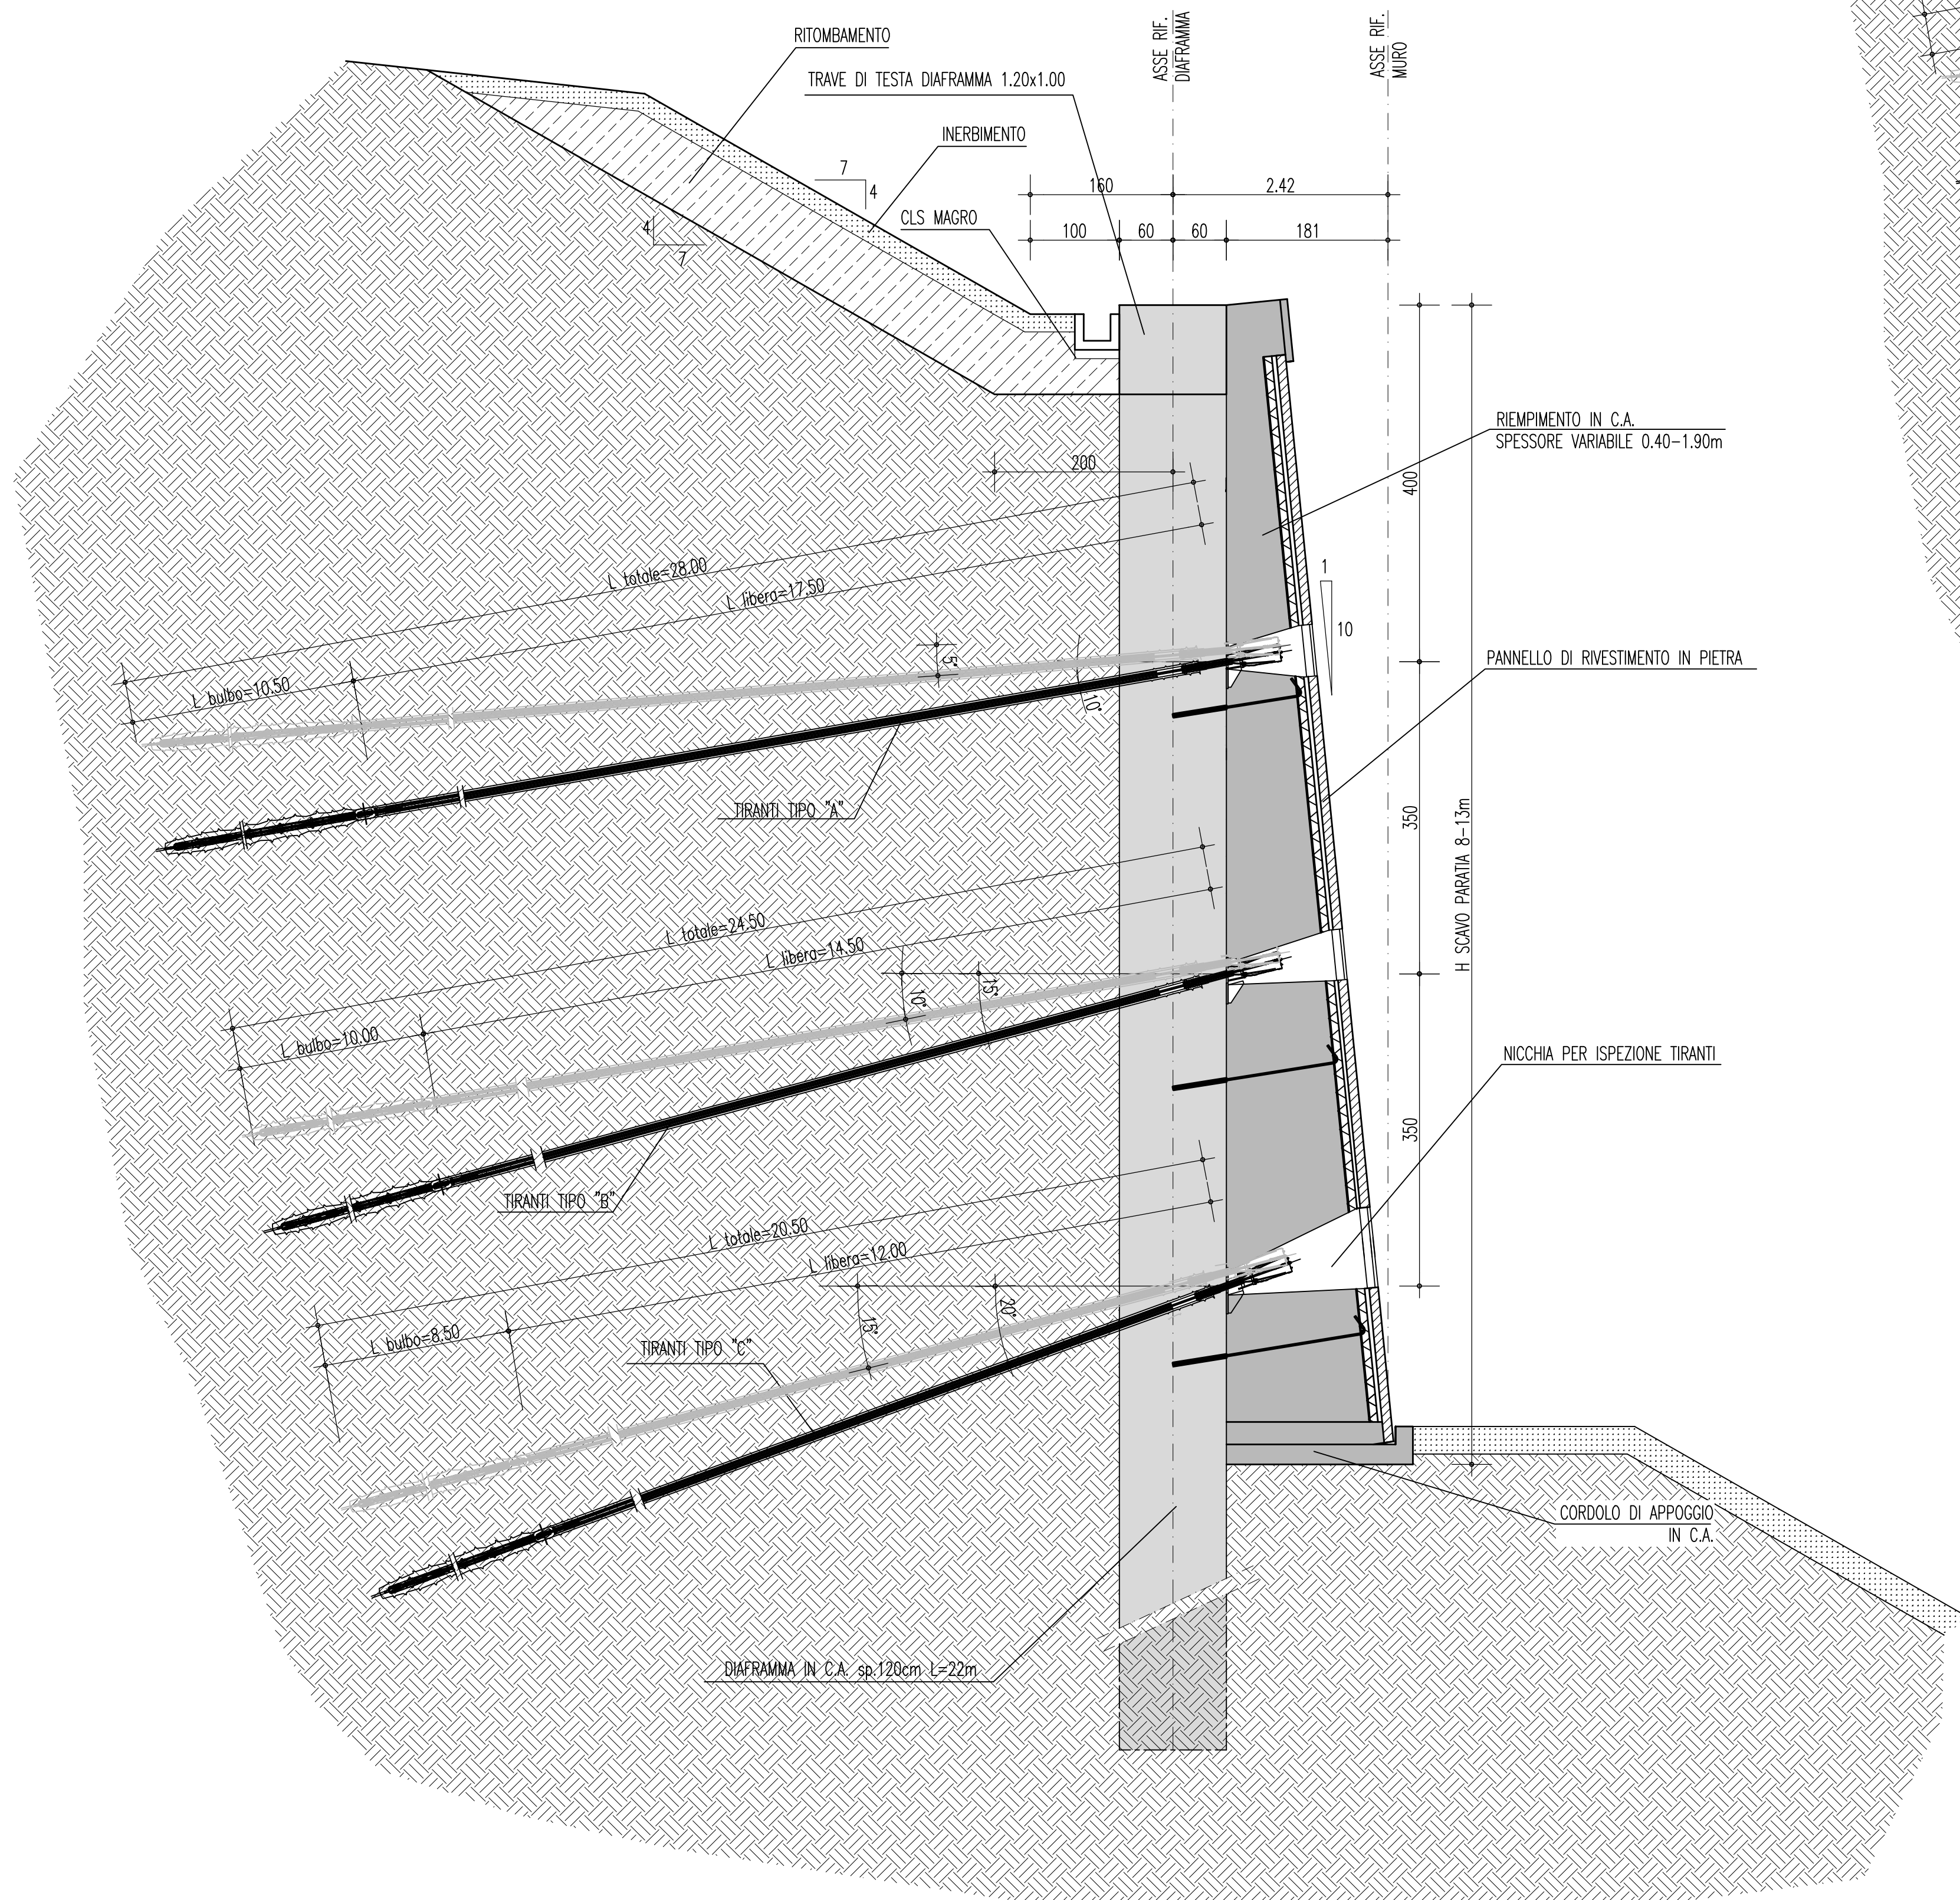 ASSE RIF.
DIAFRAMMA
ASSE RIF.
MURO
RITOMBAMENTO
TRAVE DI TESTA DIAFRAMMA 1.20x1.00
INERBIMENTO
7
4
160
2.42
CLS MAGRO
4
7
100
60
60
181
RIEMPIMENTO IN C.A.
SPESSORE VARIABILE 0.40-1.90m
200
400
L totale=28.00
L libera=17.50
1
10
L bulbo=10.50
5°
10°
PANNELLO DI RIVESTIMENTO IN PIETRA
TIRANTI TIPO "A"
350
H SCAVO PARATIA 8-13m
L totale=24.50
L libera=14.50
10°
15°
L bulbo=10.00
NICCHIA PER ISPEZIONE TIRANTI
350
TIRANTI TIPO "B"
L totale=20.50
L libera=12.00
15°
20°
L bulbo=8.50
TIRANTI TIPO "C"
CORDOLO DI APPOGGIO
IN C.A.
DIAFRAMMA IN C.A. sp.120cm L=22m